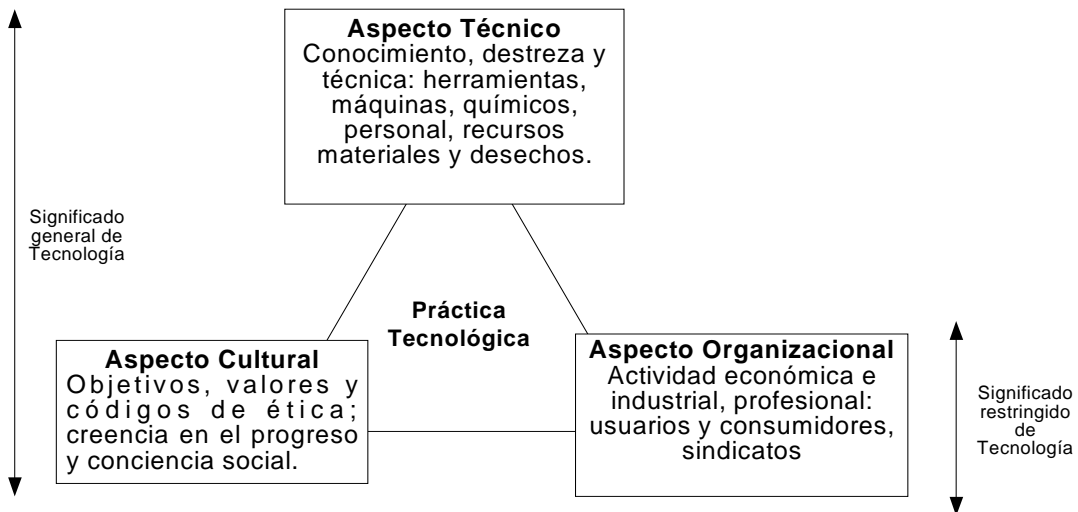 Aspecto Técnico
Conocimiento, destreza y
técnica: herramientas,
máquinas, químicos,
personal, recursos
materiales y desechos.
Significado
general de
Tecnología
Práctica
Tecnológica
Aspecto Cultural
Objetivos, valores y
códigos de ética;
creencia en el progreso
y conciencia social.
Aspecto Organizacional
Actividad económica e
industrial, profesional:
usuarios y consumidores,
sindicatos
Significado
restringido
de
Tecnología